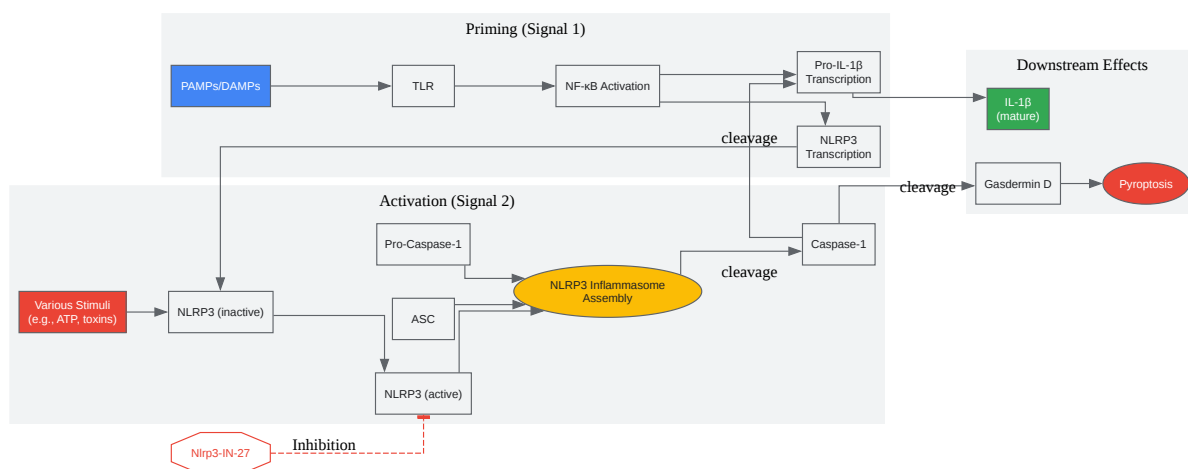 Priming (Signal 1)
PAMPs/DAMPs
TLR
NF-κB Activation
Pro-IL-1β
Transcription
cleavage
NLRP3
Transcription
Downstream Effects
IL-1β
(mature)
cleavage
Gasdermin D
Pyroptosis
Activation (Signal 2)
Pro-Caspase-1
Caspase-1
cleavage
NLRP3 Inflammasome
Assembly
Various Stimuli
(e.g., ATP, toxins)
NLRP3 (inactive)
ASC
NLRP3 (active)
Nlrp3-IN-27
Inhibition